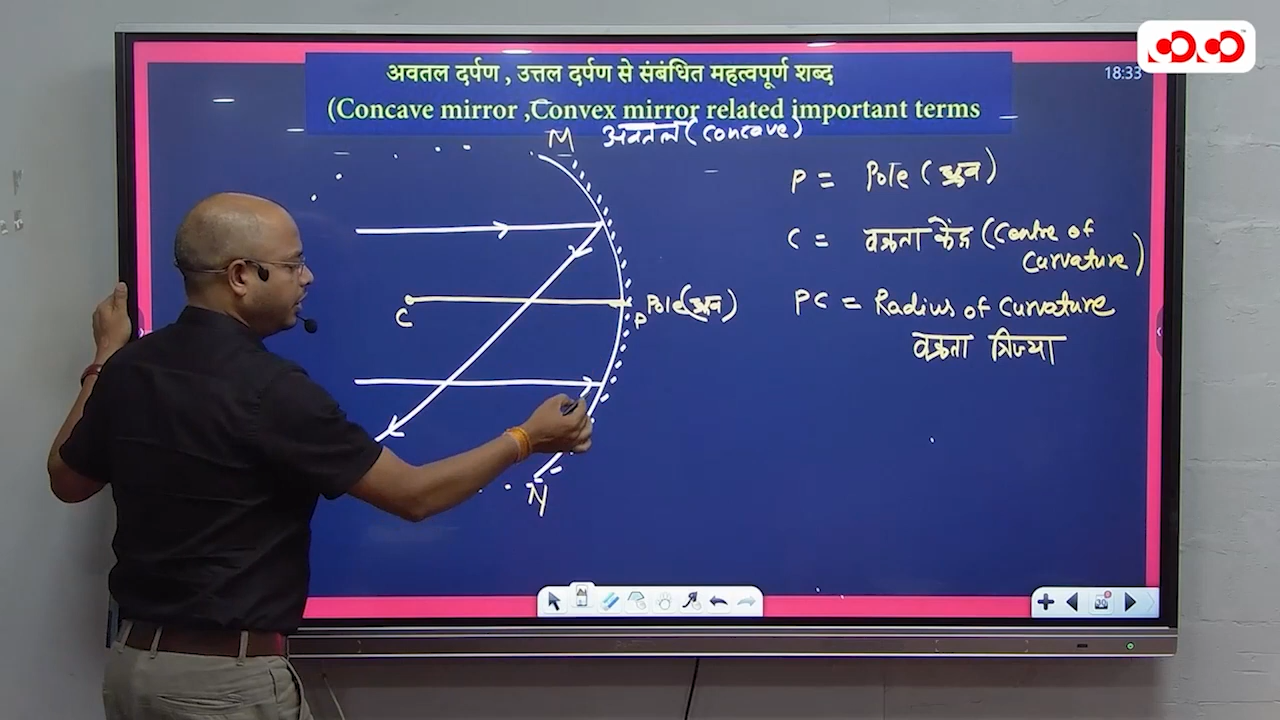 अवतल दर्पण , उत्तल दर्पण से संबंधित महत्वपूर्ण शब्द
18:33
(Concave mirror ,Convex mirror related important terms
M अवतल (Concave)
P = Pole (ध्रुव)
C = वक्रता केंद्र (Centre of
Curvature)
C
Pole (ध्रुव)
P
PC = Radius of Curvature
वक्रता त्रिज्या
N
30